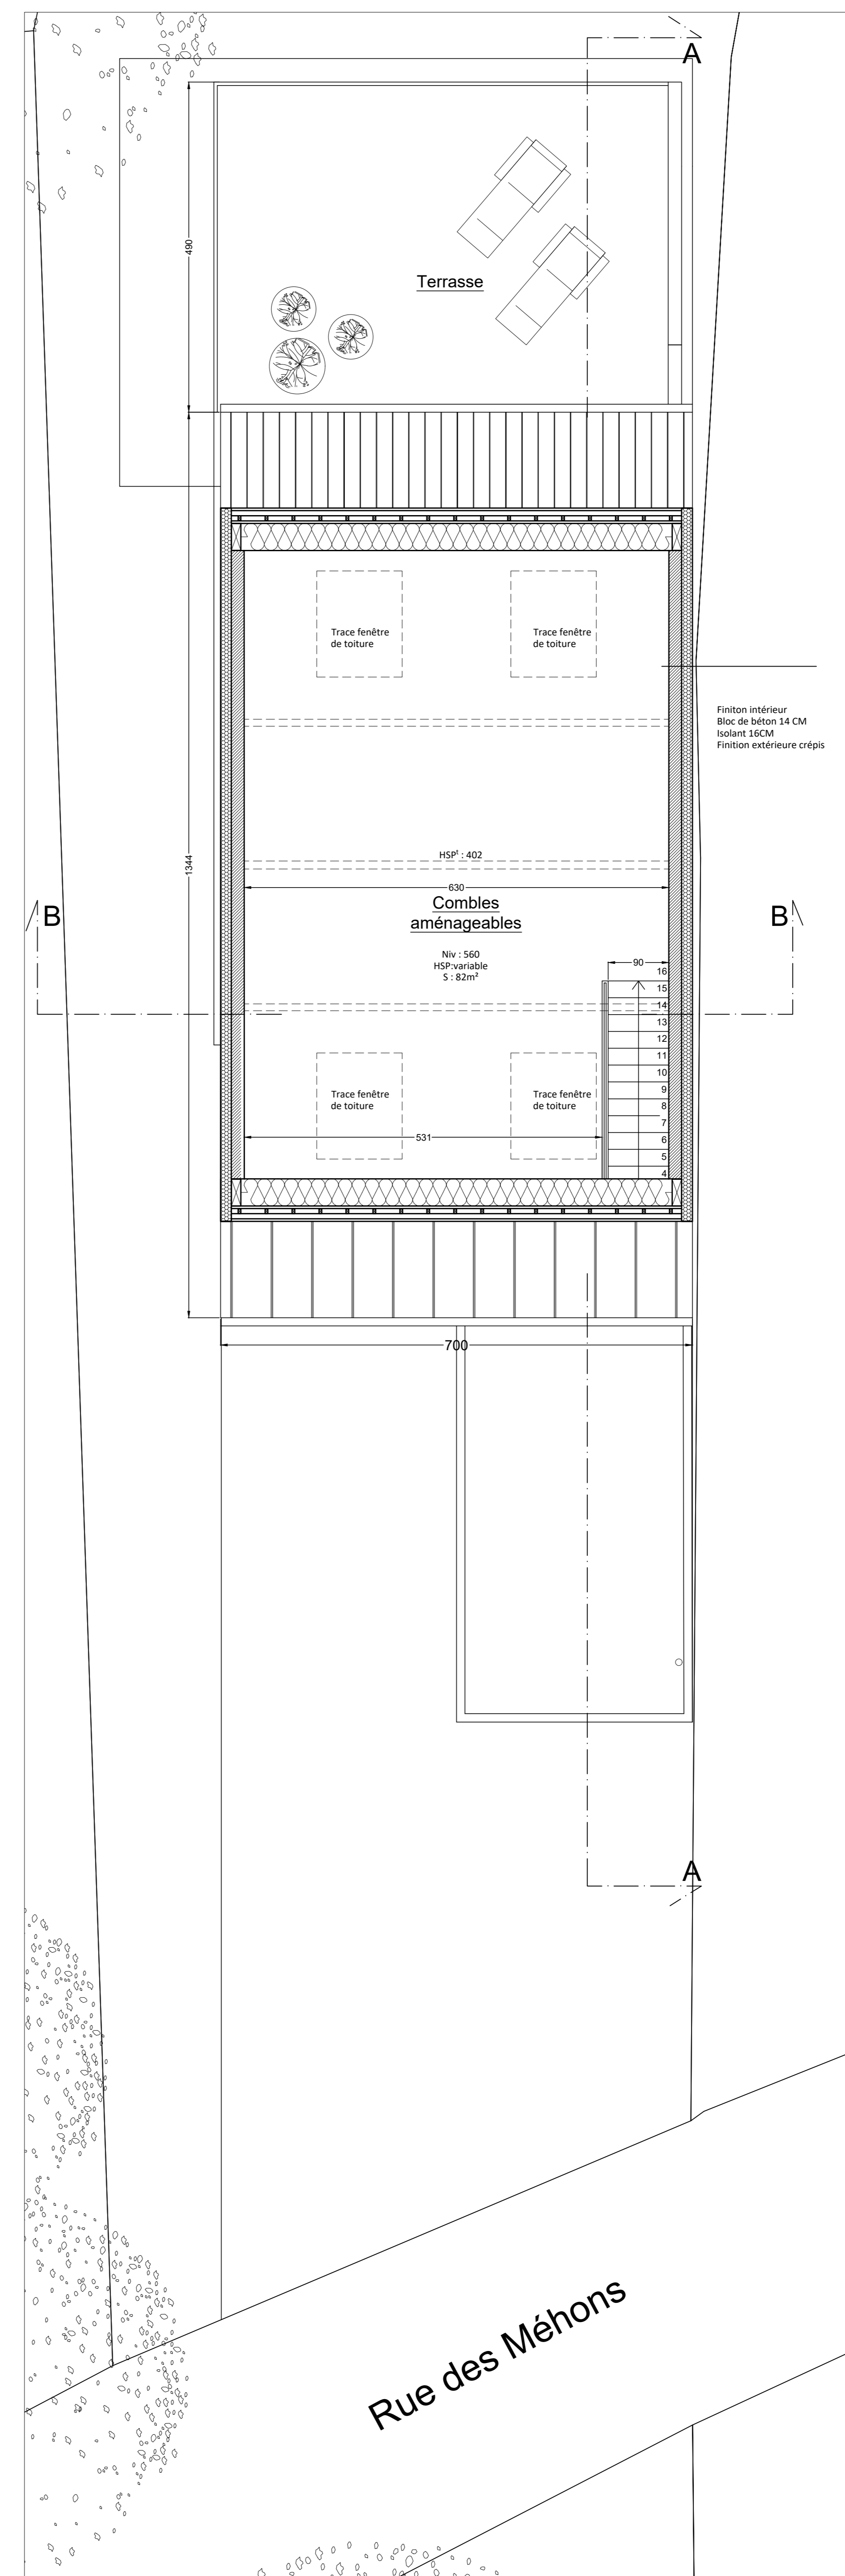 A
490
Terrasse
Trace fenêtre
de toiture
Trace fenêtre
de toiture
Finiton intérieur
Bloc de béton 14 CM
Isolant 16CM
Finition extérieure crépis
1344
HSPᵗ : 402
630
Combles
aménageables
B
B
Niv : 560
HSP:variable
S : 82m²
90
16
15
14
13
12
11
10
9
8
7
6
5
4
Trace fenêtre
de toiture
Trace fenêtre
de toiture
531
700
A
Rue des Méhons